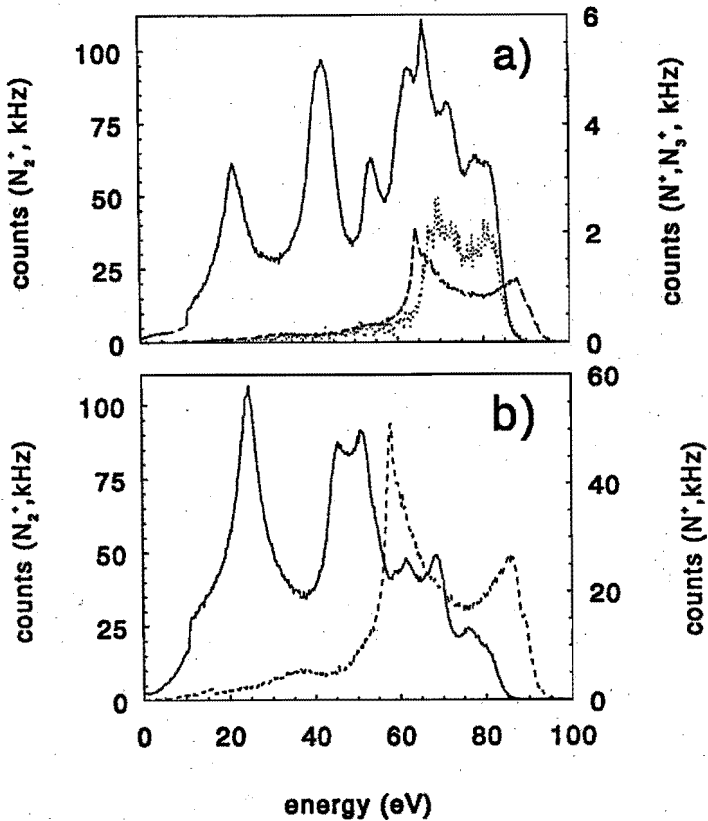 a)
100
75
50
25
0
counts (N₂⁺, kHz)
6
4
2
0
counts (N⁺,N₃⁺, kHz)
b)
100
75
50
25
0
counts (N₂⁺,kHz)
60
40
20
0
counts (N⁺,kHz)
0 20 40 60 80 100
energy (eV)